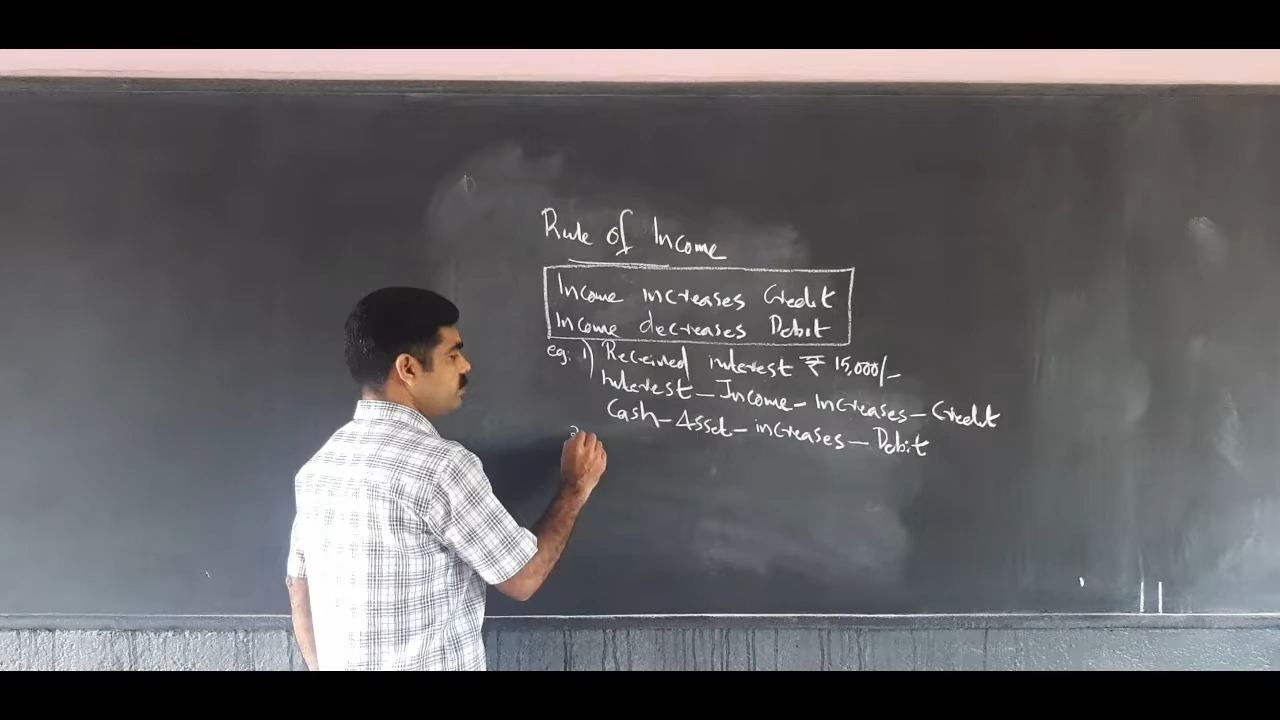 Rule of Income
Income increases Credit
Income decreases Debit
eg: 1) Received interest ₹ 15,000/-
Interest - Income - Increases - Credit
Cash - Asset - increases - Debit
2